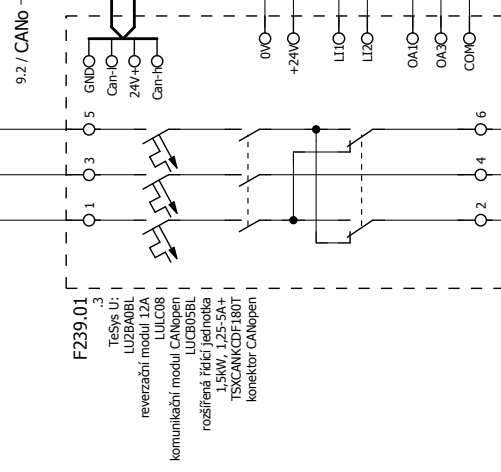 9.2 / CANo -
GND
Can-l
24V+
Can-h
0V
+24V
LI1
LI2
OA1
OA3
COM
5
3
1
6
4
2
F239.01
.3
TeSys U:
LU2BA0BL
reverzační modul 12A
LULC08
komunikační modul CANopen
LUCB05BL
rozšířená řídící jednotka
1,5kW, 1,25-5A+
TSXCANKCDF180T
konektor CANopen